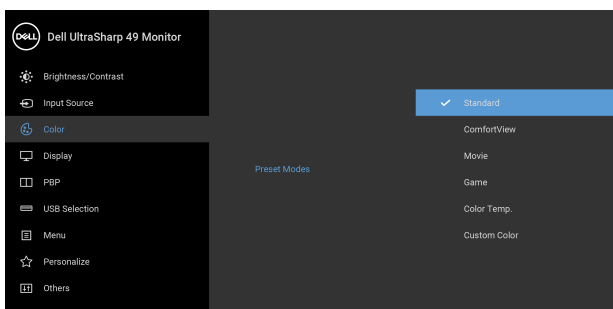 DELL Dell UltraSharp 49 Monitor
Brightness/Contrast
Input Source
Color
Display
PBP
USB Selection
Menu
Personalize
Others
Preset Modes
Standard
ComfortView
Movie
Game
Color Temp.
Custom Color